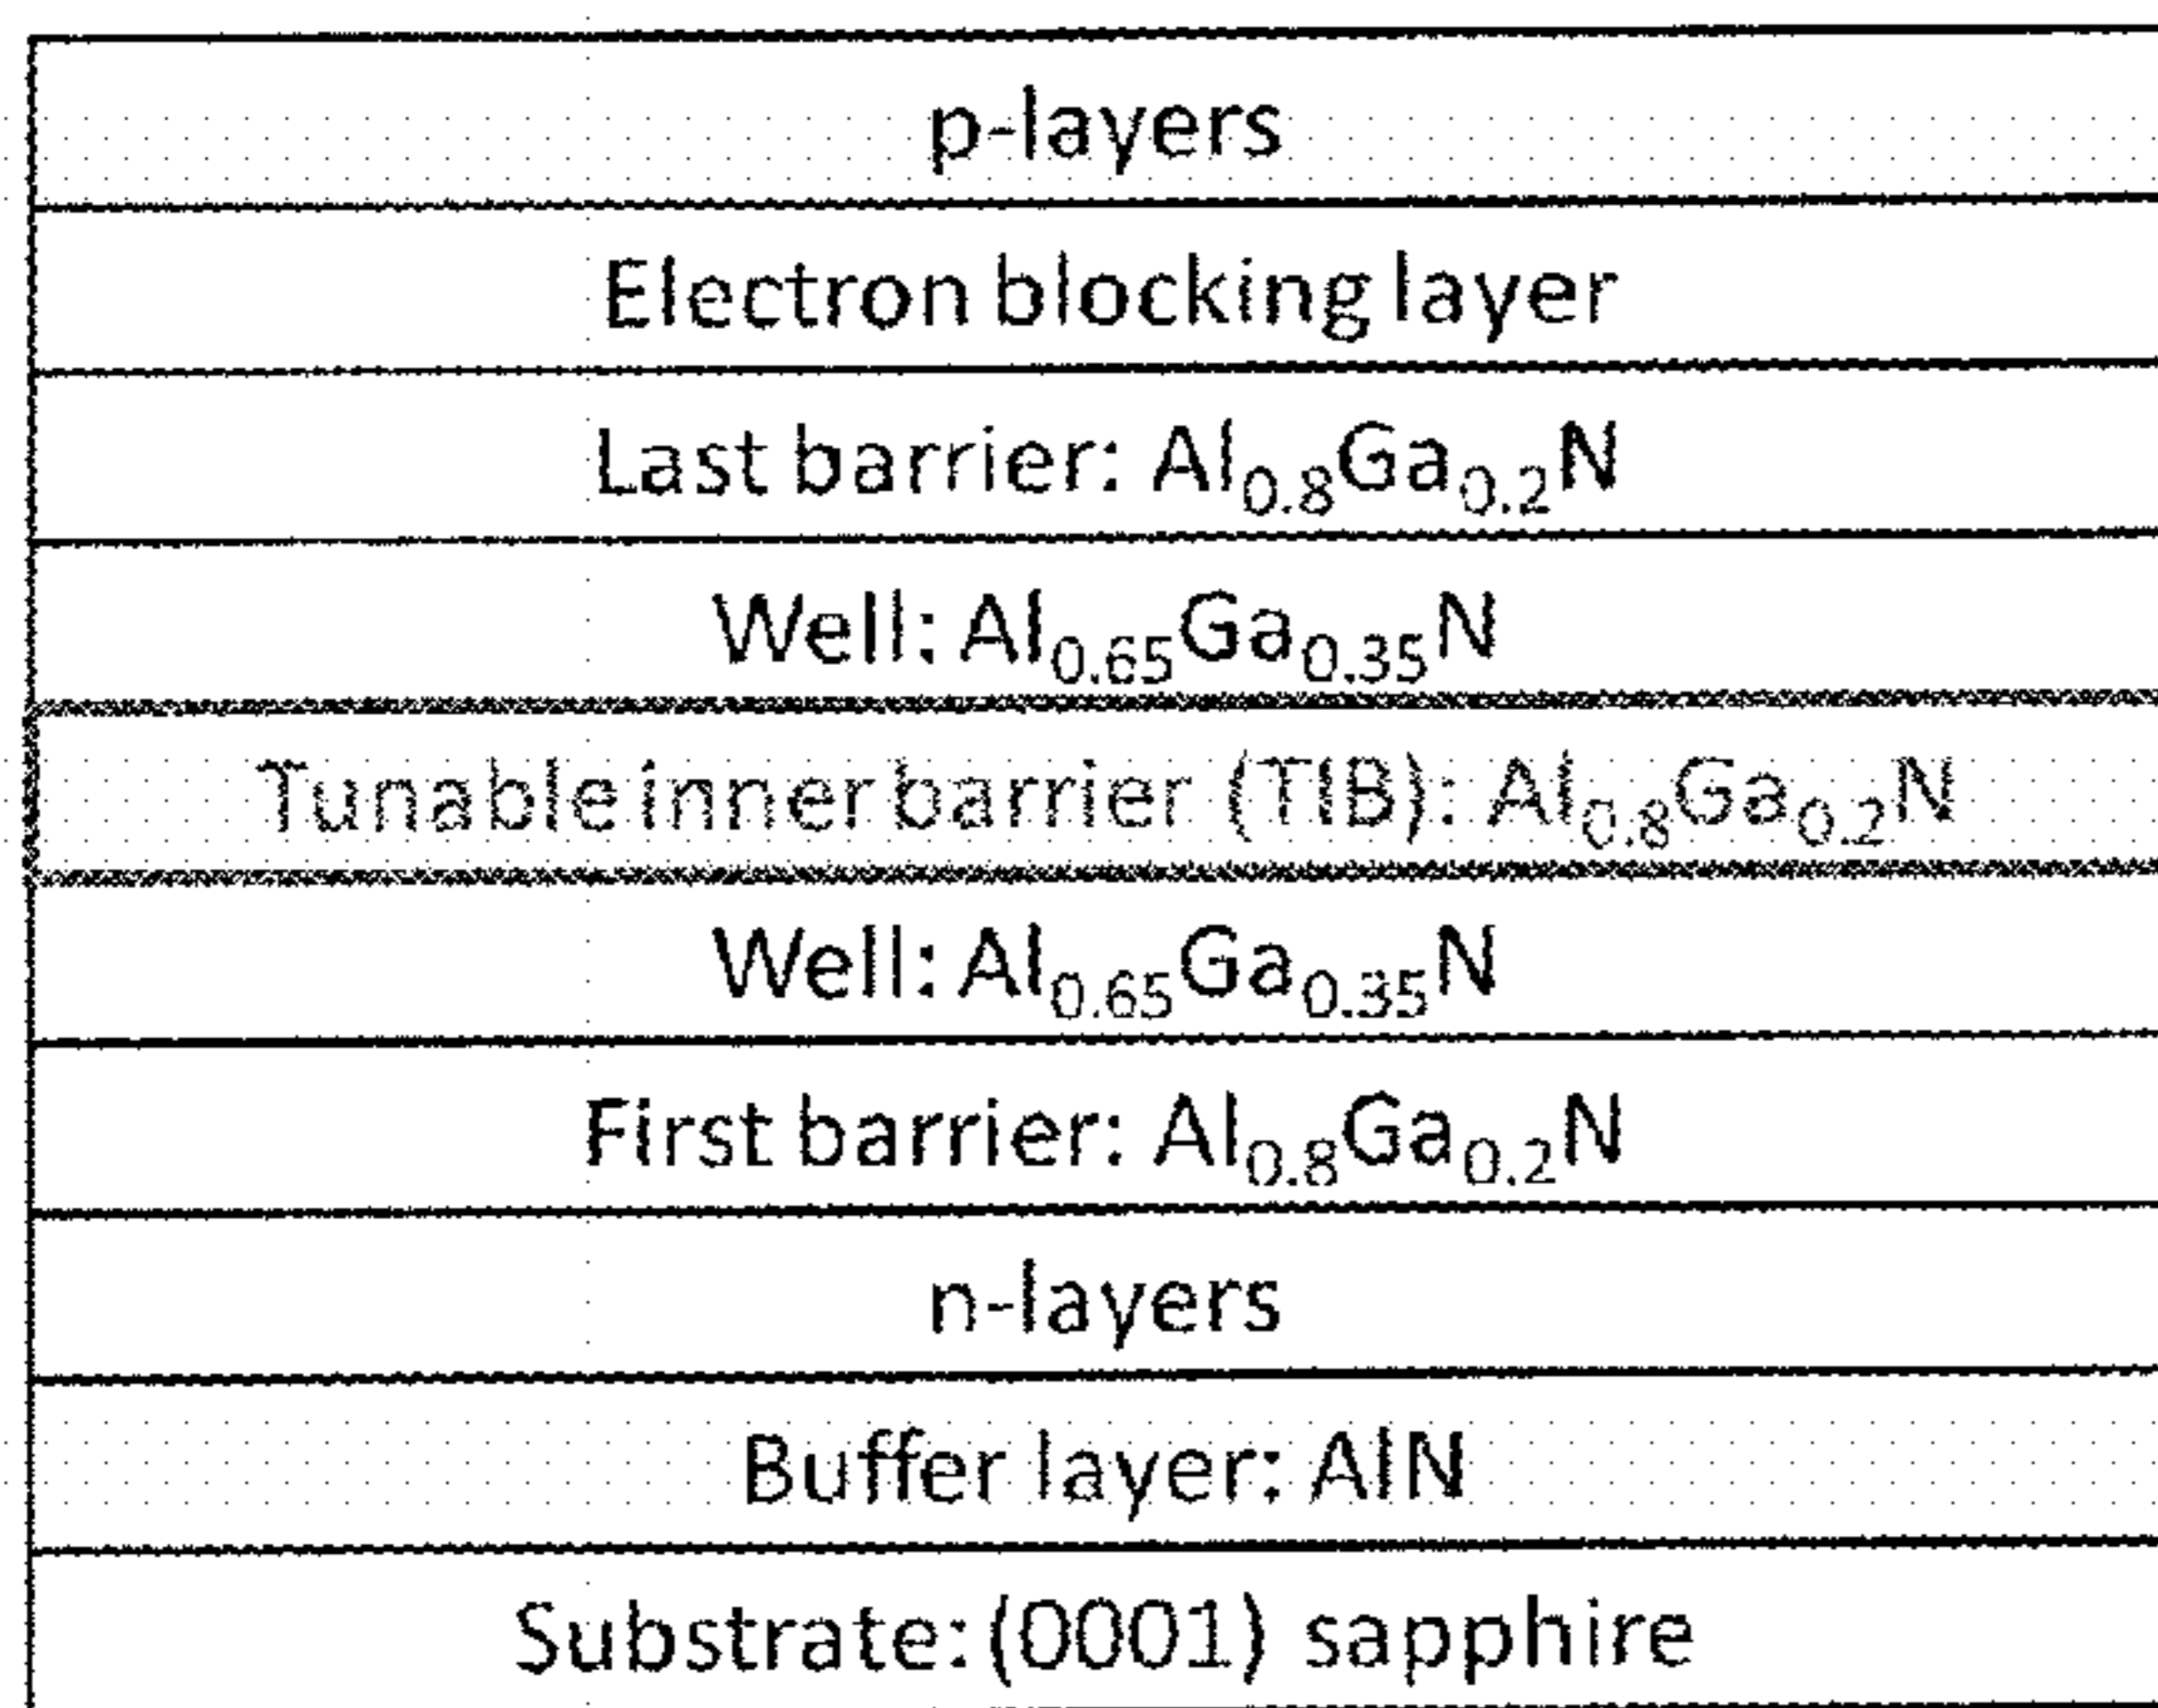 p-layers
Electron blocking layer
Last barrier: Al₀.₈Ga₀.₂N
Well: Al₀.₆₅Ga₀.₃₅N
Tunable inner barrier (TIB): Al₀.₈Ga₀.₂N
Well: Al₀.₆₅Ga₀.₃₅N
First barrier: Al₀.₈Ga₀.₂N
n-layers
Buffer layer: AlN
Substrate: (0001) sapphire